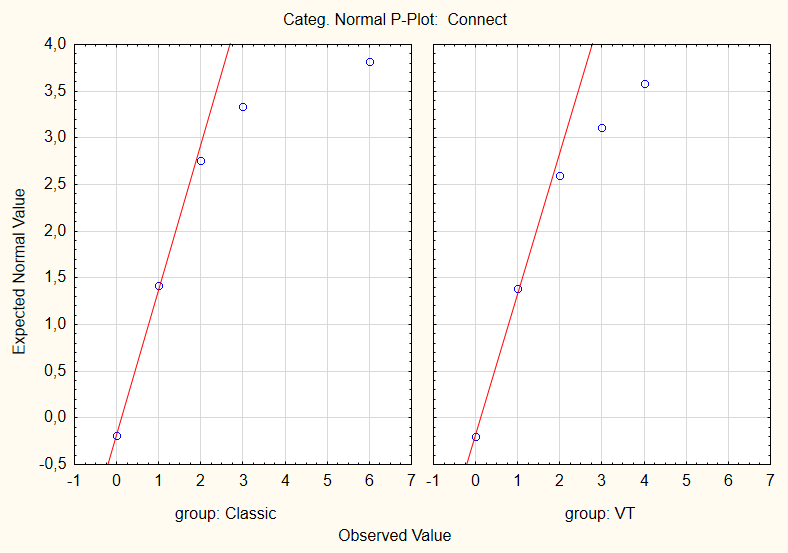 Categ. Normal P-Plot:  Connect
Expected Normal Value
4,0
3,5
3,0
2,5
2,0
1,5
1,0
0,5
0,0
-0,5
-1 0 1 2 3 4 5 6 7
-1 0 1 2 3 4 5 6 7
group: Classic
group: VT
Observed Value